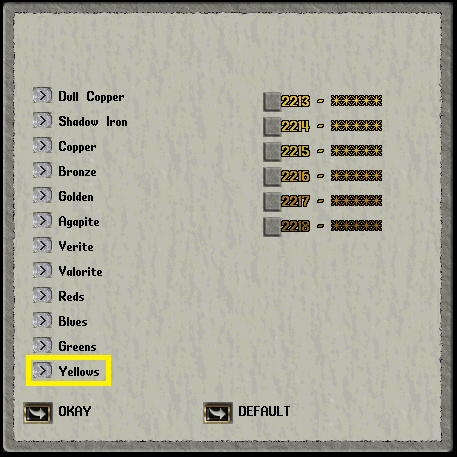 Dull Copper
Shadow Iron
Copper
Bronze
Golden
Agapite
Verite
Valorite
Reds
Blues
Greens
Yellows
2213 - ******
2214 - ******
2215 - ******
2216 - ******
2217 - ******
2218 - ******
OKAY
DEFAULT